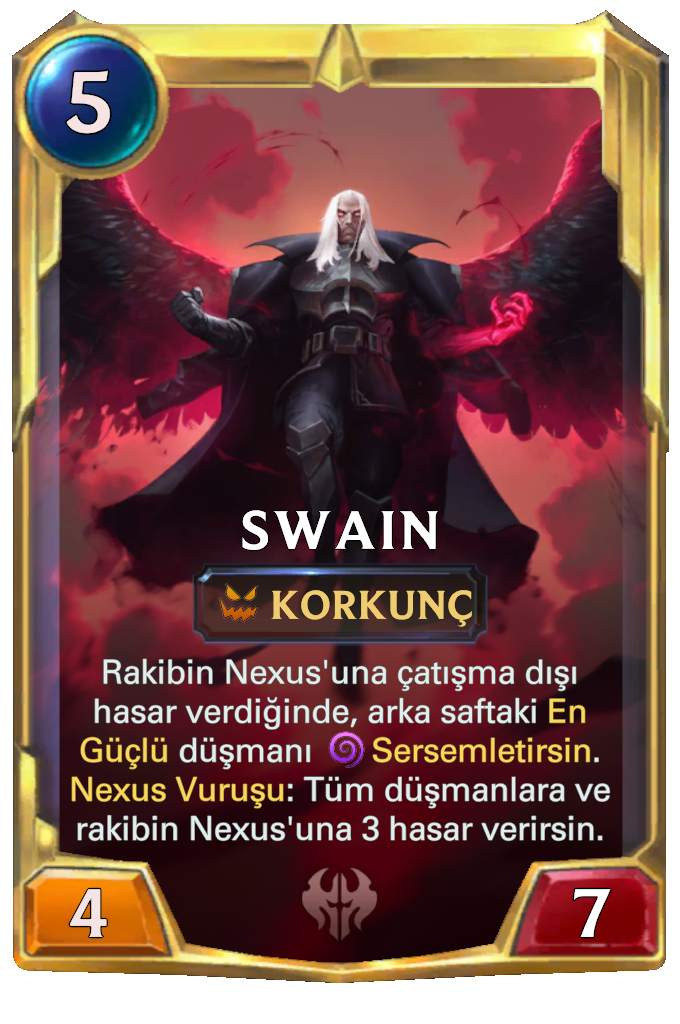 5
SWAIN
KORKUNÇ
Rakibin Nexus'una çatışma dışı
hasar verdiğinde, arka saftaki En
Güçlü düşmanı Sersemletirsin.
Nexus Vuruşu: Tüm düşmanlara ve
rakibin Nexus'una 3 hasar verirsin.
4
7